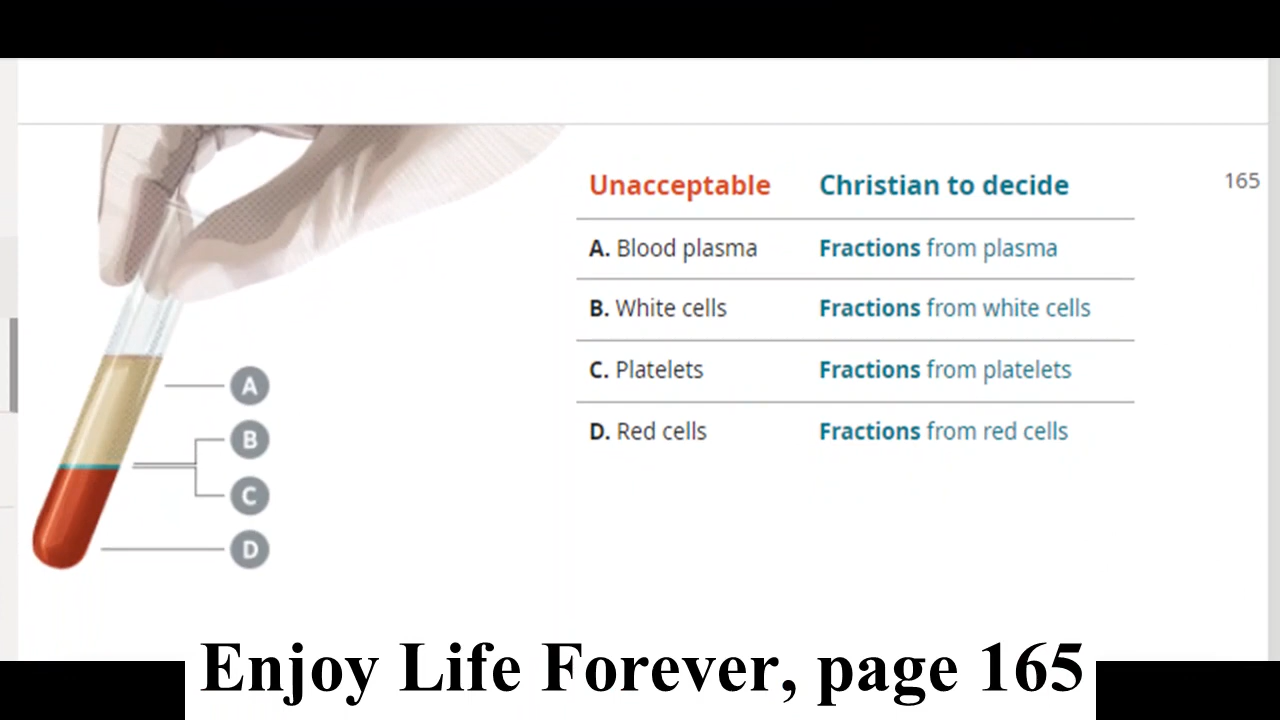 Unacceptable Christian to decide 165
A. Blood plasma Fractions from plasma
B. White cells Fractions from white cells
C. Platelets Fractions from platelets
D. Red cells Fractions from red cells
A
B
C
D
Enjoy Life Forever, page 165